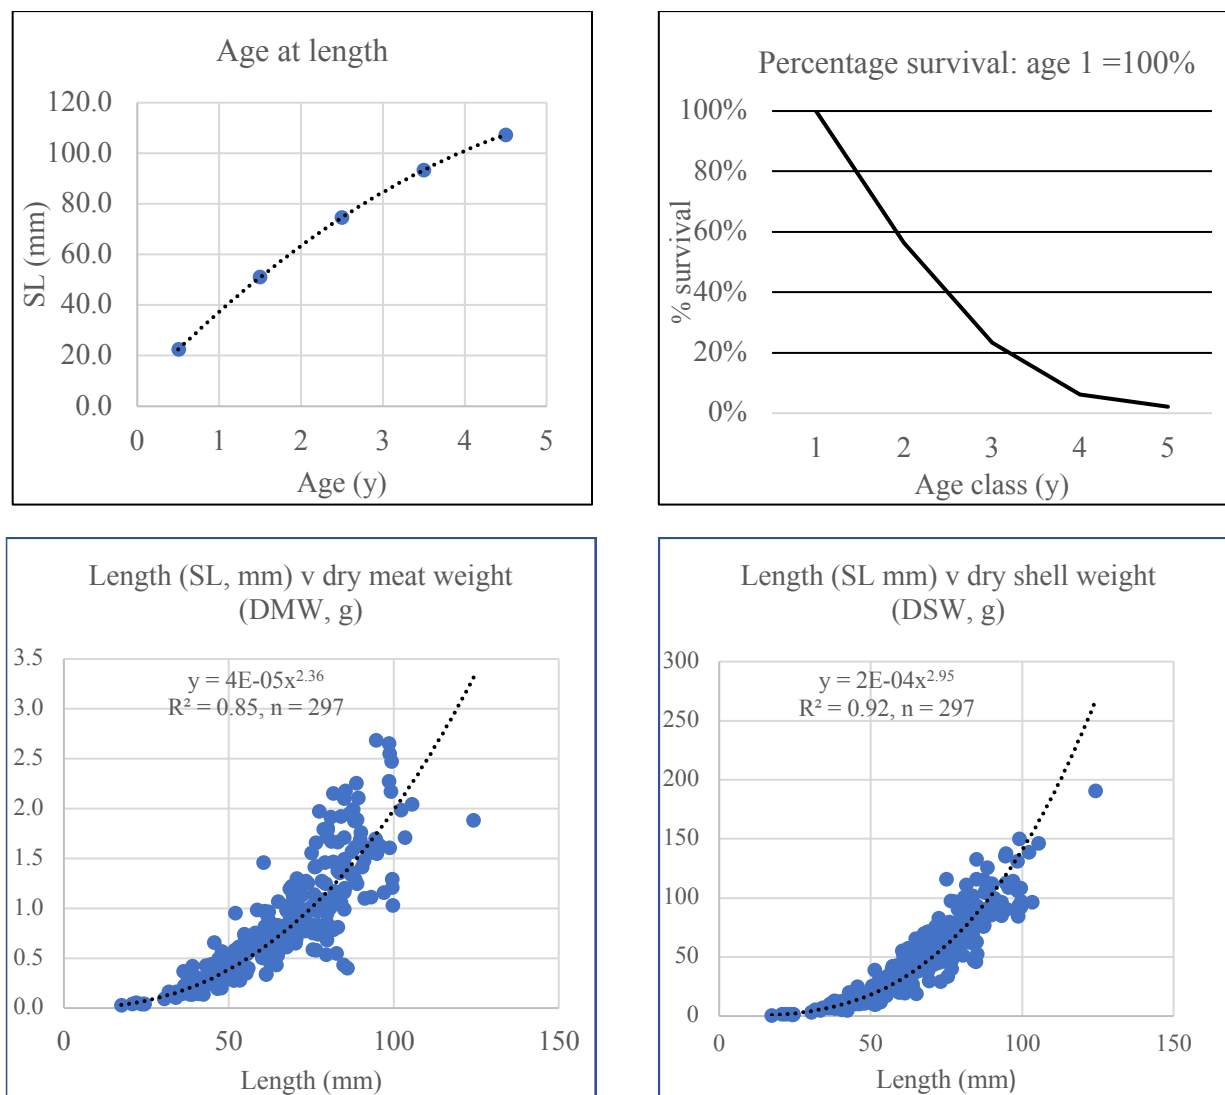 Age at length
120.0
100.0
80.0
60.0
40.0
20.0
0.0
SL (mm)
0 1 2 3 4 5
Age (y)
Percentage survival: age 1 =100%
100%
80%
60%
40%
20%
0%
% survival
1 2 3 4 5
Age class (y)
Length (SL, mm) v dry meat weight
(DMW, g)
y = 4E-05x^2.36
R² = 0.85, n = 297
3.5
3.0
2.5
2.0
1.5
1.0
0.5
0.0
0 50 100 150
Length (mm)
Length (SL mm) v dry shell weight
(DSW, g)
y = 2E-04x^2.95
R² = 0.92, n = 297
300
250
200
150
100
50
0
0 50 100 150
Length (mm)